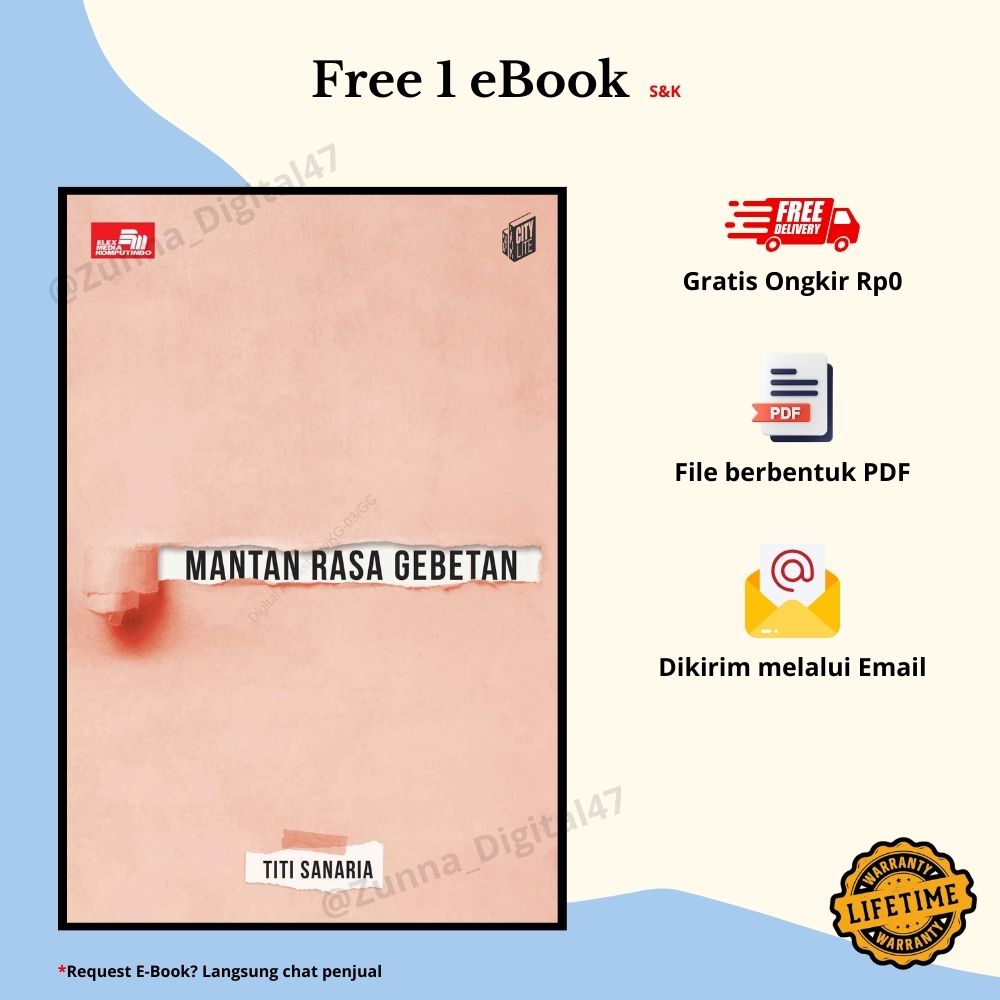 Free 1 eBook S&K
@Zunna_Digital47
ELEX
MEDIA
KOMPUTINDO
CITY
LITE
FREE
DELIVERY
Gratis Ongkir Rp0
PDF
File berbentuk PDF
@
Dikirim melalui Email
MANTAN RASA GEBETAN
TITI SANARIA
@Zunna_Digital47
WARRANTY
LIFETIME
WARRANTY
*Request E-Book? Langsung chat penjual